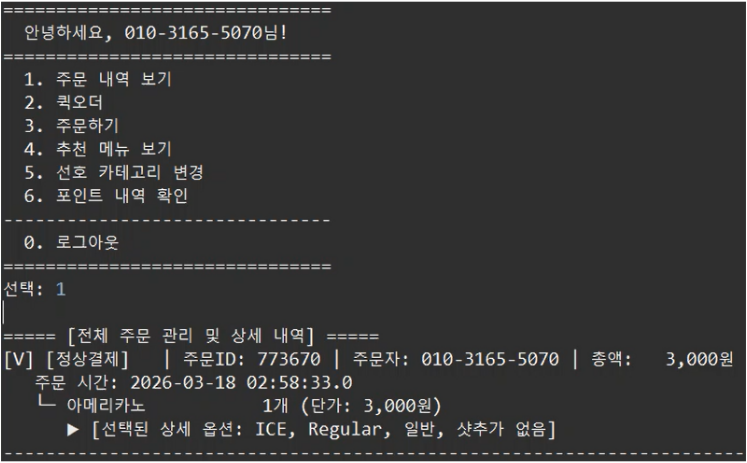 ===============================
안녕하세요, 010-3165-5070님!
===============================
1. 주문 내역 보기
2. 퀵오더
3. 주문하기
4. 추천 메뉴 보기
5. 선호 카테고리 변경
6. 포인트 내역 확인
-------------------------------
0. 로그아웃
===============================
선택: 1
===== [전체 주문 관리 및 상세 내역] =====
[V] [정상결제] | 주문ID: 773670 | 주문자: 010-3165-5070 | 총액: 3,000원
주문 시간: 2026-03-18 02:58:33.0
└─ 아메리카노 1개 (단가: 3,000원)
▶ [선택된 상세 옵션: ICE, Regular, 일반, 샷추가 없음]
----------------------------------------------------------------------